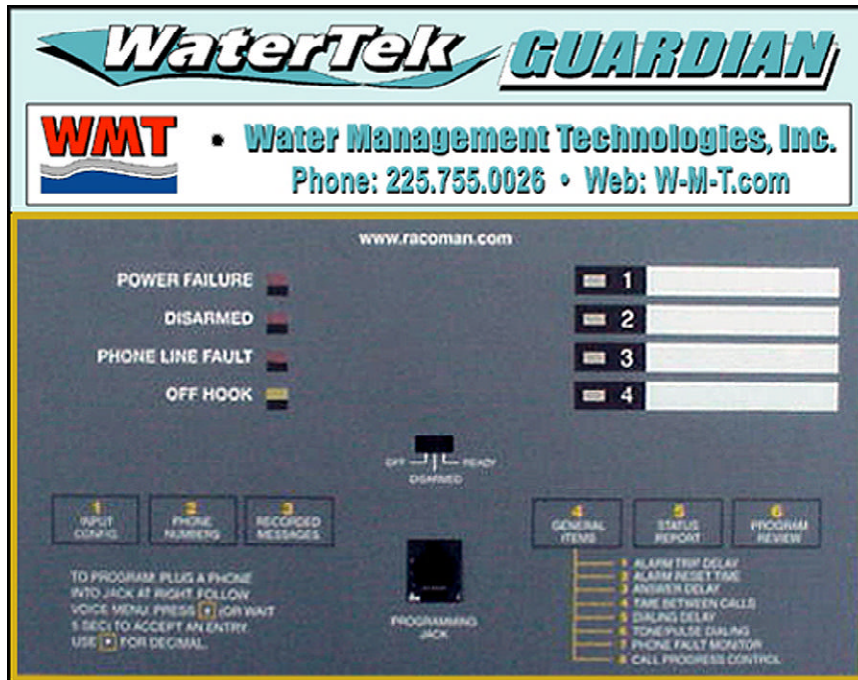 WaterTek GUARDIAN
WMT • Water Management Technologies, Inc.
Phone: 225.755.0026 • Web: W-M-T.com
www.racoman.com
POWER FAILURE
DISARMED
PHONE LINE FAULT
OFF HOOK
1
2
3
4
OFF READY
DISARMED
1
INPUT
CONFIG.
2
PHONE
NUMBERS
3
RECORDED
MESSAGES
4
GENERAL
ITEMS
5
STATUS
REPORT
6
PROGRAM
REVIEW
TO PROGRAM: PLUG A PHONE
INTO JACK AT RIGHT. FOLLOW
VOICE MENU. PRESS (OR WAIT
5 SEC) TO ACCEPT AN ENTRY.
USE FOR DECIMAL.
PROGRAMMING
JACK
1 ALARM TRIP DELAY
2 ALARM RESET TIME
3 ANSWER DELAY
4 TIME BETWEEN CALLS
5 DIALING DELAY
6 TONE/PULSE DIALING
7 PHONE FAULT MONITOR
8 CALL PROGRESS CONTROL